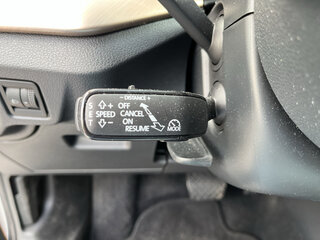 - DISTANCE +
S ⇧+ OFF
E SPEED CANCEL
T ⇩- ON
RESUME
MODE